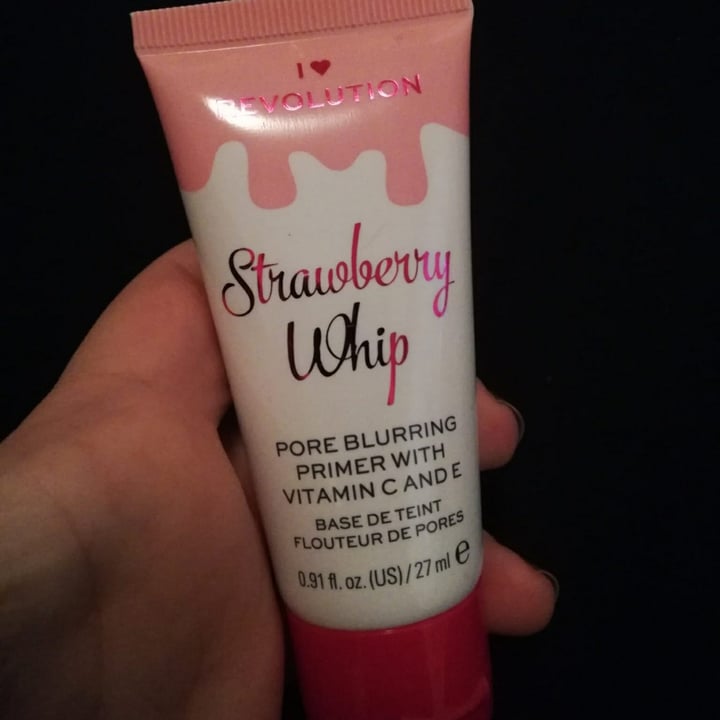 I ♥
REVOLUTION
Strawberry
Whip
PORE BLURRING
PRIMER WITH
VITAMIN C AND E
BASE DE TEINT
FLOUTEUR DE PORES
0.91 fl. oz. (US) / 27 ml ℮